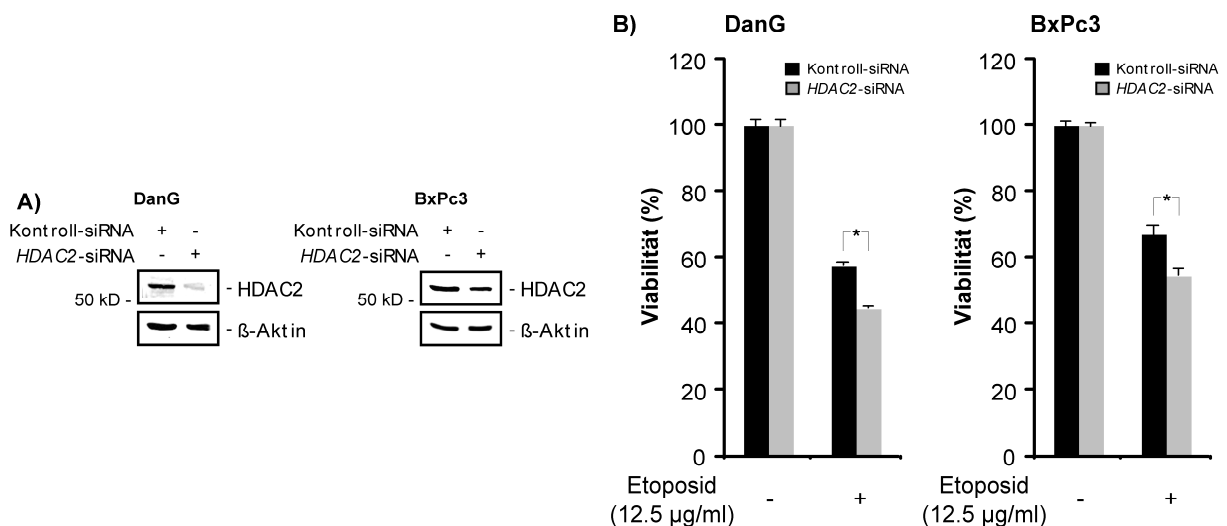 A)
DanG
Kontroll-siRNA + -
HDAC2-siRNA - +
50 kD -
- HDAC2
- ß-Aktin
BxPc3
Kontroll-siRNA + -
HDAC2-siRNA - +
50 kD -
- HDAC2
- ß-Aktin
B)
DanG
Viabilität (%)
120
100
80
60
40
20
0
Kontroll-siRNA
HDAC2-siRNA
*
Etoposid - +
(12.5 µg/ml)
BxPc3
Viabilität (%)
120
100
80
60
40
20
0
Kontroll-siRNA
HDAC2-siRNA
*
Etoposid - +
(12.5 µg/ml)